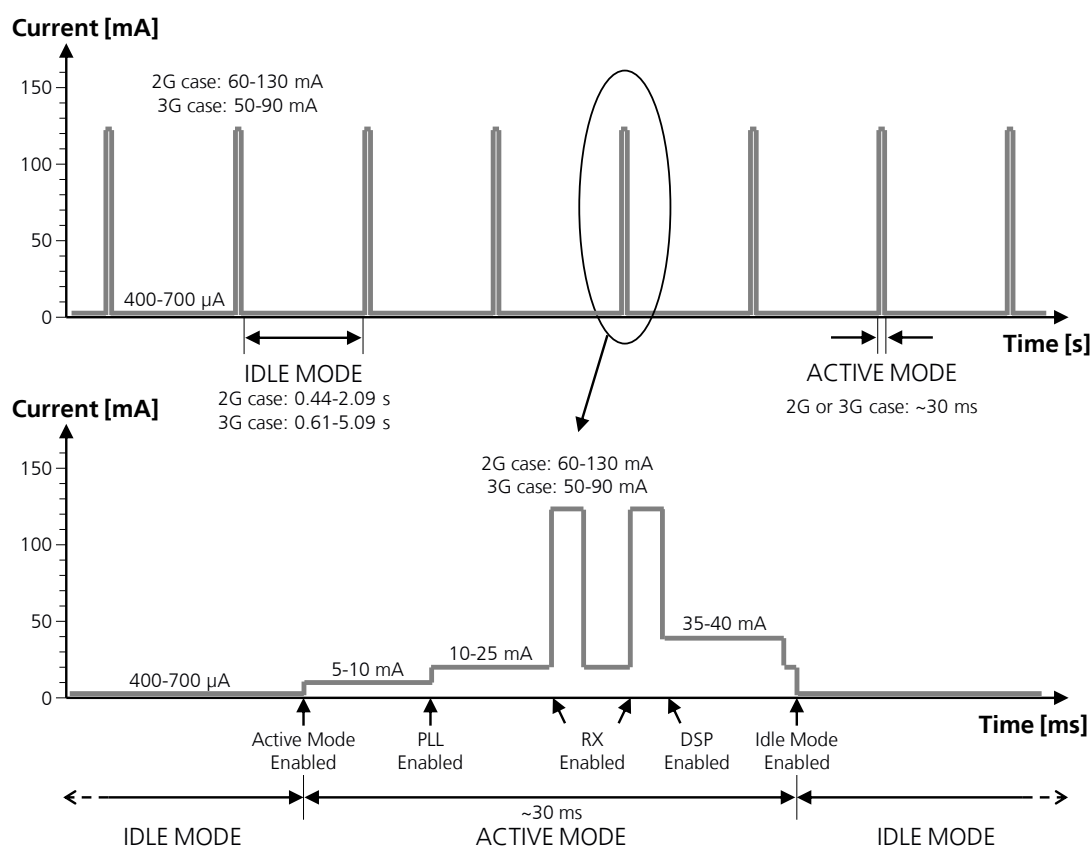 Current [mA]
2G case: 60-130 mA
3G case: 50-90 mA
150
100
50
0
400-700 µA
Time [s]
IDLE MODE
2G case: 0.44-2.09 s
3G case: 0.61-5.09 s
ACTIVE MODE
2G or 3G case: ~30 ms
Current [mA]
2G case: 60-130 mA
3G case: 50-90 mA
150
100
50
0
400-700 µA
5-10 mA
10-25 mA
35-40 mA
Time [ms]
Active Mode
Enabled
PLL
Enabled
RX
Enabled
DSP
Enabled
Idle Mode
Enabled
~30 ms
IDLE MODE
ACTIVE MODE
IDLE MODE